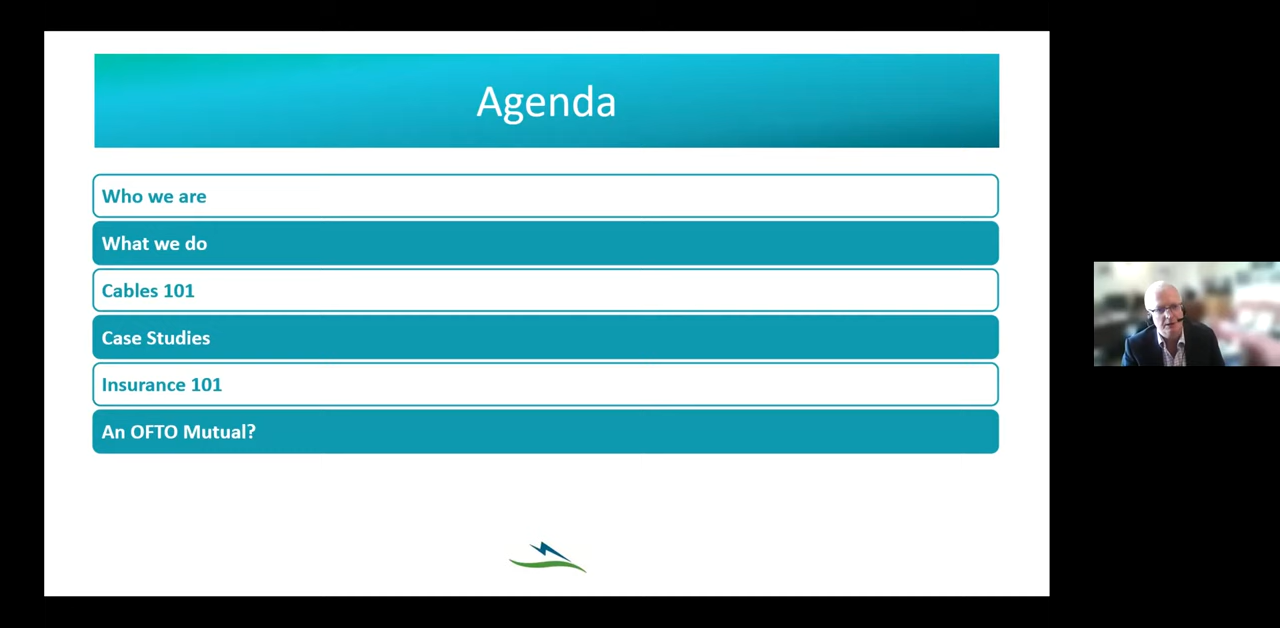 Agenda
Who we are
What we do
Cables 101
Case Studies
Insurance 101
An OFTO Mutual?